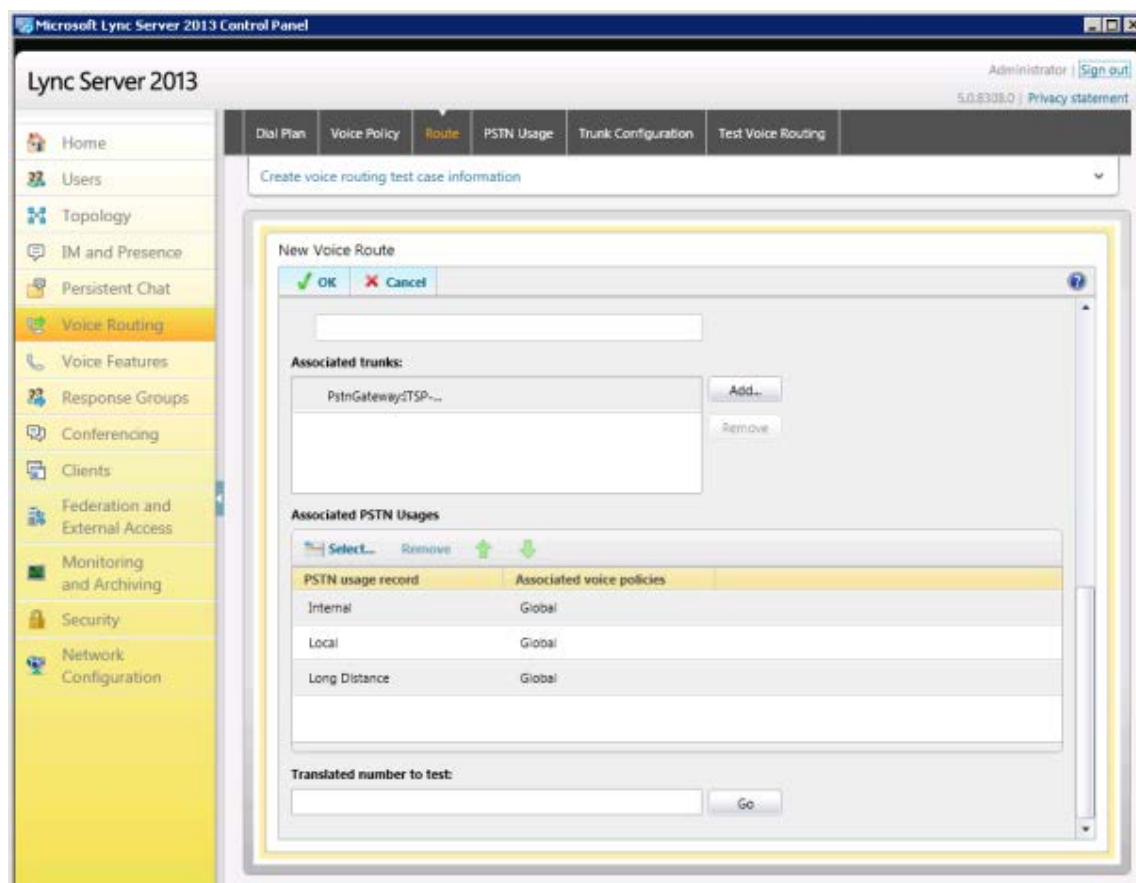 Microsoft Lync Server 2013 Control Panel
Lync Server 2013
Administrator | Sign out
5.0.8308.0 | Privacy statement
Home
Users
Topology
IM and Presence
Persistent Chat
Voice Routing
Voice Features
Response Groups
Conferencing
Clients
Federation and
External Access
Monitoring
and Archiving
Security
Network
Configuration
Dial Plan Voice Policy Route PSTN Usage Trunk Configuration Test Voice Routing
Create voice routing test case information
New Voice Route
OK Cancel
Associated trunks:
PstnGateway:ITSP-...
Add...
Remove
Associated PSTN Usages
Select... Remove
PSTN usage record Associated voice policies
Internal Global
Local Global
Long Distance Global
Translated number to test:
Go